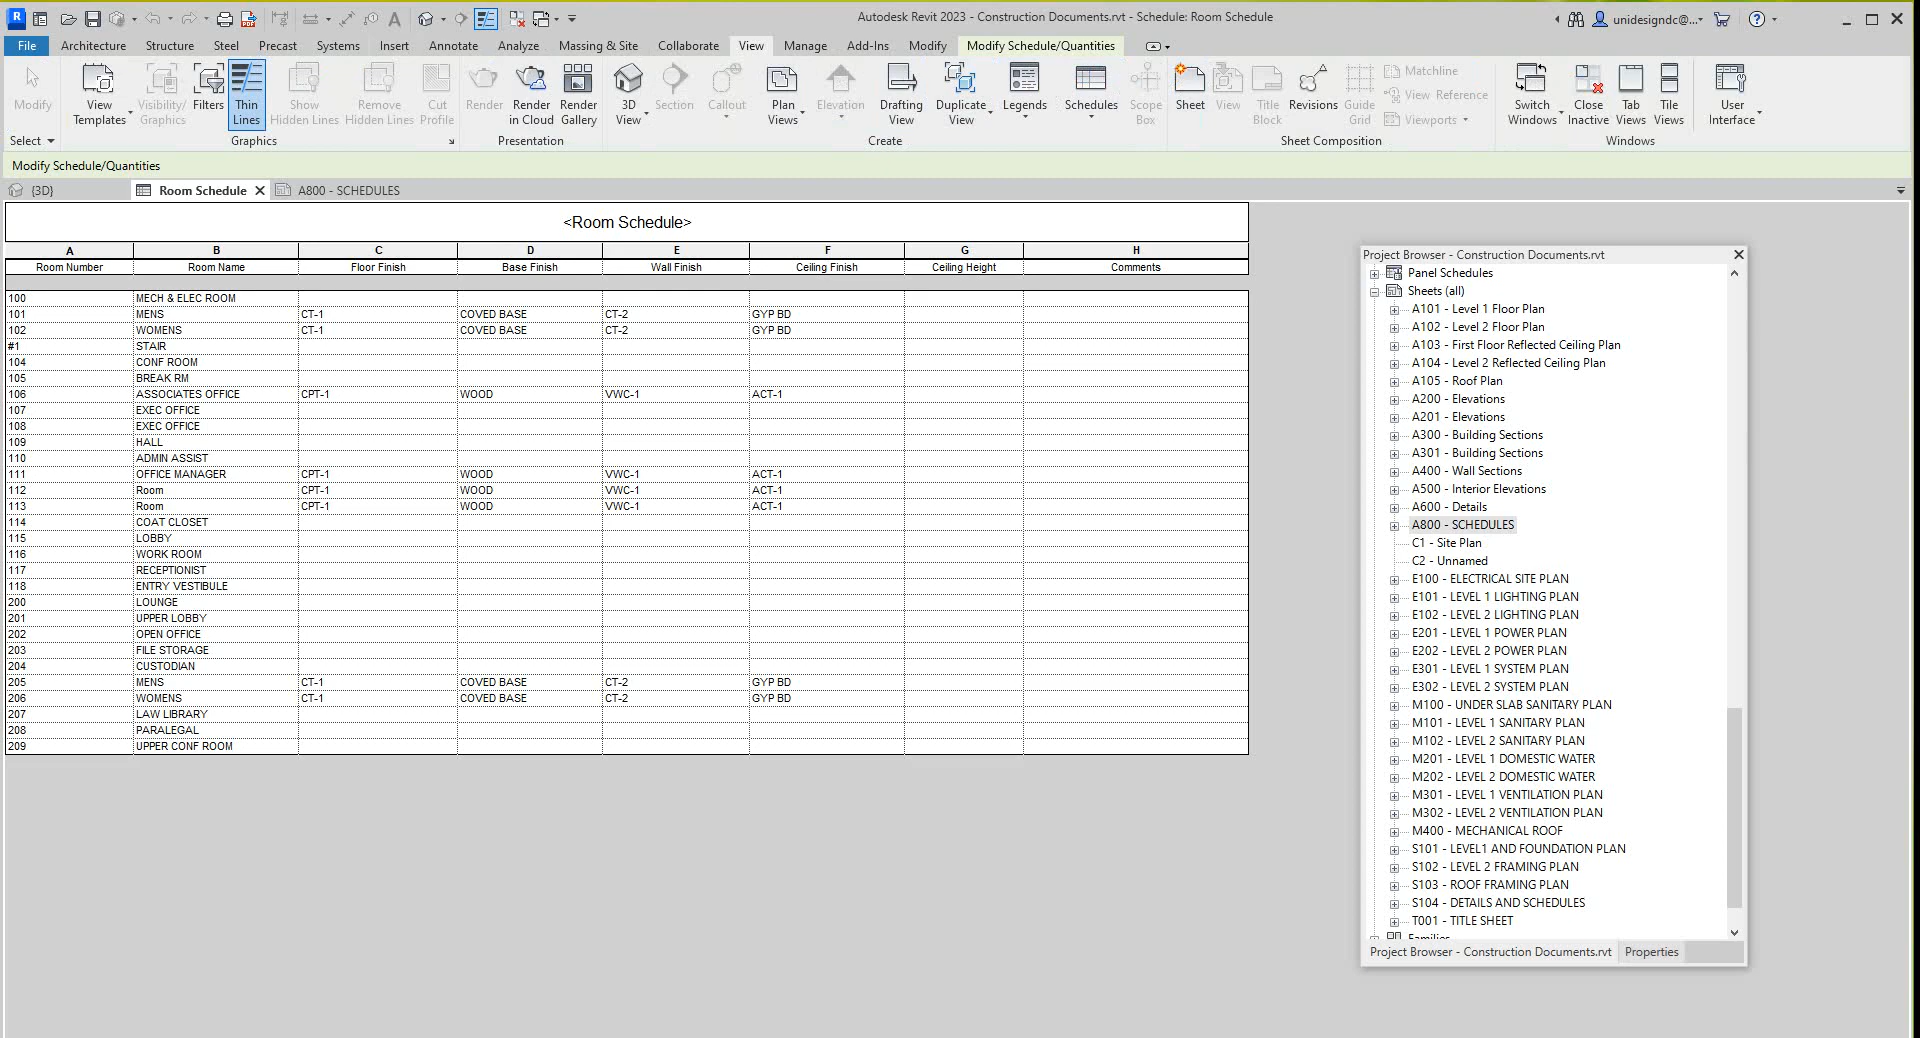 Autodesk Revit 2023 - Construction Documents.rvt - Schedule: Room Schedule
unidesigndc@...
File Architecture Structure Steel Precast Systems Insert Annotate Analyze Massing & Site Collaborate View Manage Add-Ins Modify Modify Schedule/Quantities
Modify
View Templates
Visibility/ Graphics
Filters
Thin Lines
Show Hidden Lines
Remove Hidden Lines
Cut Profile
Render
Render in Cloud
Render Gallery
3D View
Section
Callout
Plan Views
Elevation
Drafting View
Duplicate View
Legends
Schedules
Scope Box
Sheet
View
Title Block
Revisions
Guide Grid
Matchline
View Reference
Viewports
Switch Windows
Close Inactive
Tab Views
Tile Views
User Interface
Select Graphics Presentation Create Sheet Composition Windows
Modify Schedule/Quantities
{3D} Room Schedule A800 - SCHEDULES
<Room Schedule>
A B C D E F G H
Room Number Room Name Floor Finish Base Finish Wall Finish Ceiling Finish Ceiling Height Comments
100 MECH & ELEC ROOM
101 MENS CT-1 COVED BASE CT-2 GYP BD
102 WOMENS CT-1 COVED BASE CT-2 GYP BD
#1 STAIR
104 CONF ROOM
105 BREAK RM
106 ASSOCIATES OFFICE CPT-1 WOOD VWC-1 ACT-1
107 EXEC OFFICE
108 EXEC OFFICE
109 HALL
110 ADMIN ASSIST
111 OFFICE MANAGER CPT-1 WOOD VWC-1 ACT-1
112 Room CPT-1 WOOD VWC-1 ACT-1
113 Room CPT-1 WOOD VWC-1 ACT-1
114 COAT CLOSET
115 LOBBY
116 WORK ROOM
117 RECEPTIONIST
118 ENTRY VESTIBULE
200 LOUNGE
201 UPPER LOBBY
202 OPEN OFFICE
203 FILE STORAGE
204 CUSTODIAN
205 MENS CT-1 COVED BASE CT-2 GYP BD
206 WOMENS CT-1 COVED BASE CT-2 GYP BD
207 LAW LIBRARY
208 PARALEGAL
209 UPPER CONF ROOM
Project Browser - Construction Documents.rvt
Panel Schedules
Sheets (all)
A101 - Level 1 Floor Plan
A102 - Level 2 Floor Plan
A103 - First Floor Reflected Ceiling Plan
A104 - Level 2 Reflected Ceiling Plan
A105 - Roof Plan
A200 - Elevations
A201 - Elevations
A300 - Building Sections
A301 - Building Sections
A400 - Wall Sections
A500 - Interior Elevations
A600 - Details
A800 - SCHEDULES
C1 - Site Plan
C2 - Unnamed
E100 - ELECTRICAL SITE PLAN
E101 - LEVEL 1 LIGHTING PLAN
E102 - LEVEL 2 LIGHTING PLAN
E201 - LEVEL 1 POWER PLAN
E202 - LEVEL 2 POWER PLAN
E301 - LEVEL 1 SYSTEM PLAN
E302 - LEVEL 2 SYSTEM PLAN
M100 - UNDER SLAB SANITARY PLAN
M101 - LEVEL 1 SANITARY PLAN
M102 - LEVEL 2 SANITARY PLAN
M201 - LEVEL 1 DOMESTIC WATER
M202 - LEVEL 2 DOMESTIC WATER
M301 - LEVEL 1 VENTILATION PLAN
M302 - LEVEL 2 VENTILATION PLAN
M400 - MECHANICAL ROOF
S101 - LEVEL1 AND FOUNDATION PLAN
S102 - LEVEL 2 FRAMING PLAN
S103 - ROOF FRAMING PLAN
S104 - DETAILS AND SCHEDULES
T001 - TITLE SHEET
Families
Project Browser - Construction Documents.rvt Properties